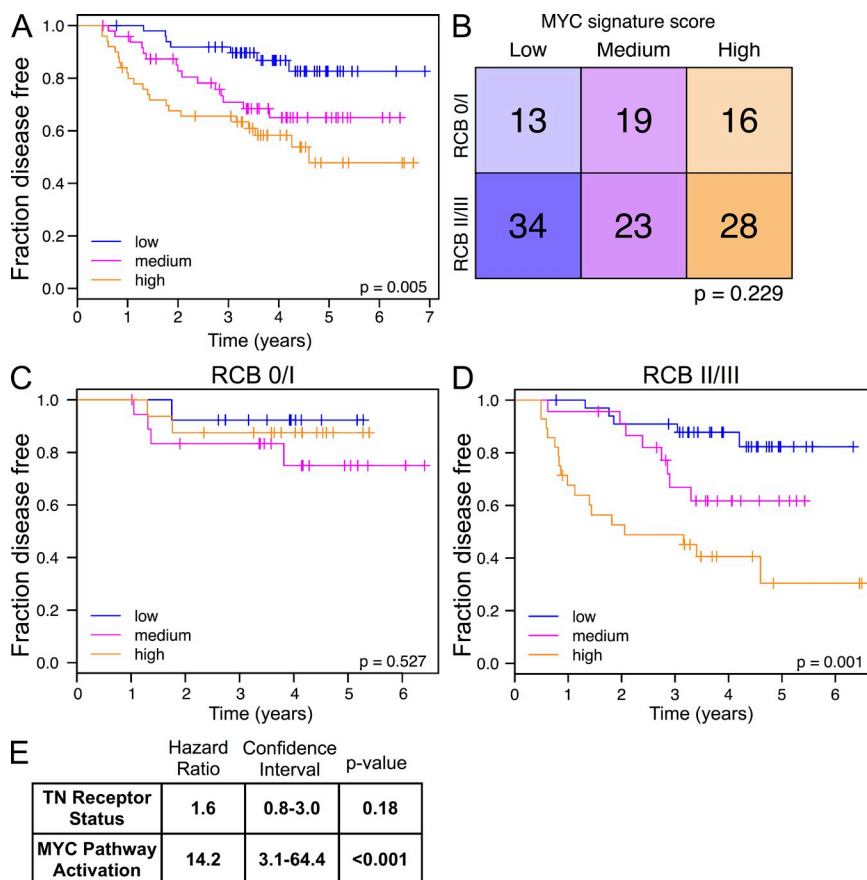 A
Fraction disease free
1.0
0.8
0.6
0.4
0.2
0.0
low
medium
high
p = 0.005
0 1 2 3 4 5 6 7
Time (years)
B
MYC signature score
Low Medium High
RCB 0/I
13 19 16
RCB II/III
34 23 28
p = 0.229
C
RCB 0/I
Fraction disease free
1.0
0.8
0.6
0.4
0.2
0.0
low
medium
high
p = 0.527
0 1 2 3 4 5 6
Time (years)
D
RCB II/III
Fraction disease free
1.0
0.8
0.6
0.4
0.2
0.0
low
medium
high
p = 0.001
0 1 2 3 4 5 6
Time (years)
E
Hazard Ratio Confidence Interval p-value
TN Receptor Status 1.6 0.8-3.0 0.18
MYC Pathway Activation 14.2 3.1-64.4 <0.001